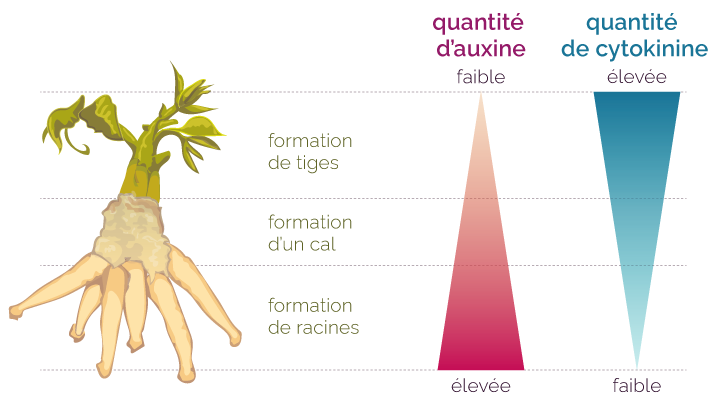 quantité
d'auxine
faible
quantité
de cytokinine
élevée
formation
de tiges
formation
d'un cal
formation
de racines
élevée
faible